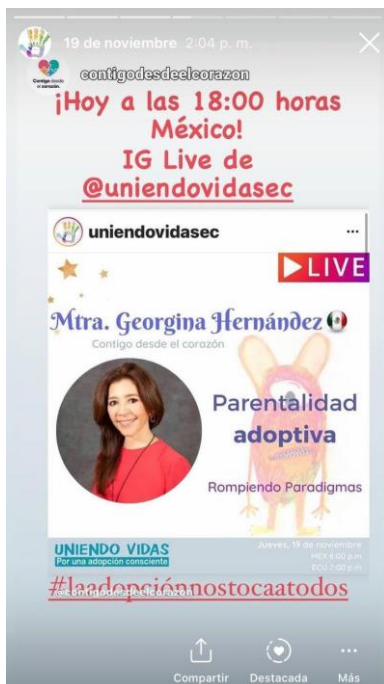 19 de noviembre 2:04 p. m.
contigodesdeelcorazon
Contigo desde
el corazón.
¡Hoy a las 18:00 horas
México!
IG Live de
@uniendovidasec
uniendovidasec
LIVE
Mtra. Georgina Hernández
Contigo desde el corazón
Parentalidad
adoptiva
Rompiendo Paradigmas
UNIENDO VIDAS
Por una adopción consciente
Jueves, 19 de noviembre
MEX 6:00 p.m
ECU 7:00 p.m
#laadopciónnostocaatodos
@contigodesdeelcorazon
Compartir
Destacada
Más